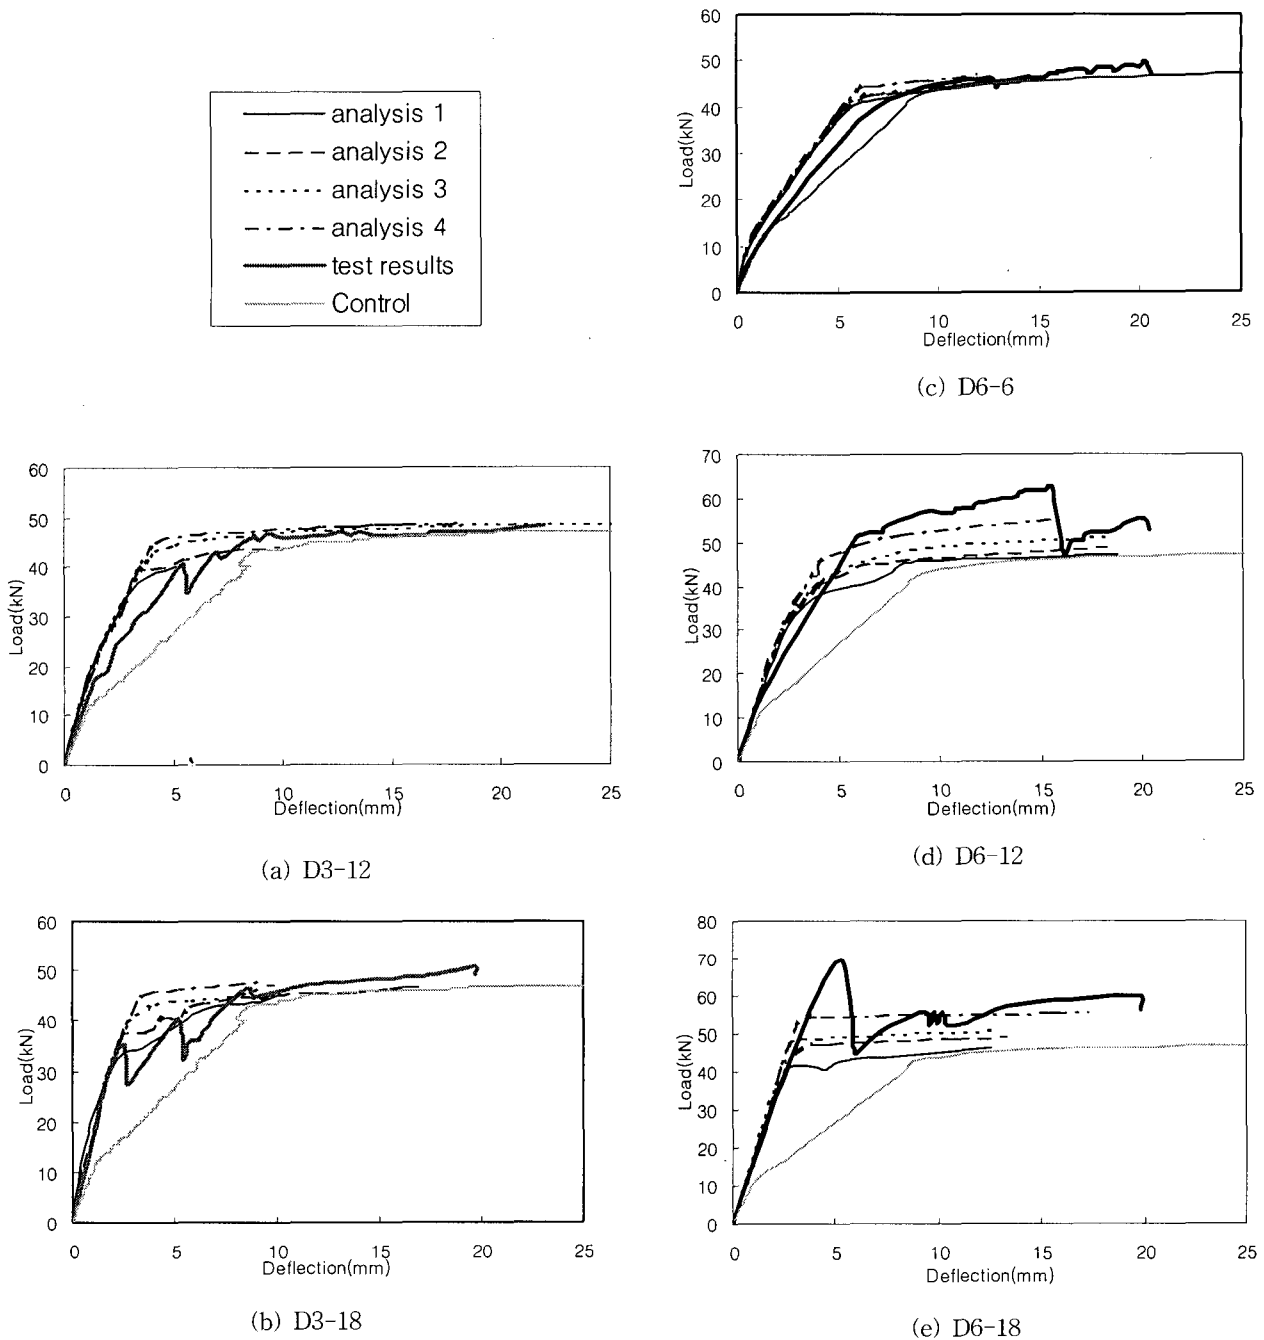 analysis 1
analysis 2
analysis 3
analysis 4
test results
Control
60
50
40
30
20
10
0
Load(kN)
0 5 10 15 20 25
Deflection(mm)
(c) D6-6
60
50
40
30
20
10
0
Load(kN)
0 5 10 15 20 25
Deflection(mm)
(a) D3-12
70
60
50
40
30
20
10
0
Load(kN)
0 5 10 15 20 25
Deflection(mm)
(d) D6-12
60
50
40
30
20
10
0
Load(kN)
0 5 10 15 20 25
Deflection(mm)
(b) D3-18
80
70
60
50
40
30
20
10
0
Load(kN)
0 5 10 15 20 25
Deflection(mm)
(e) D6-18